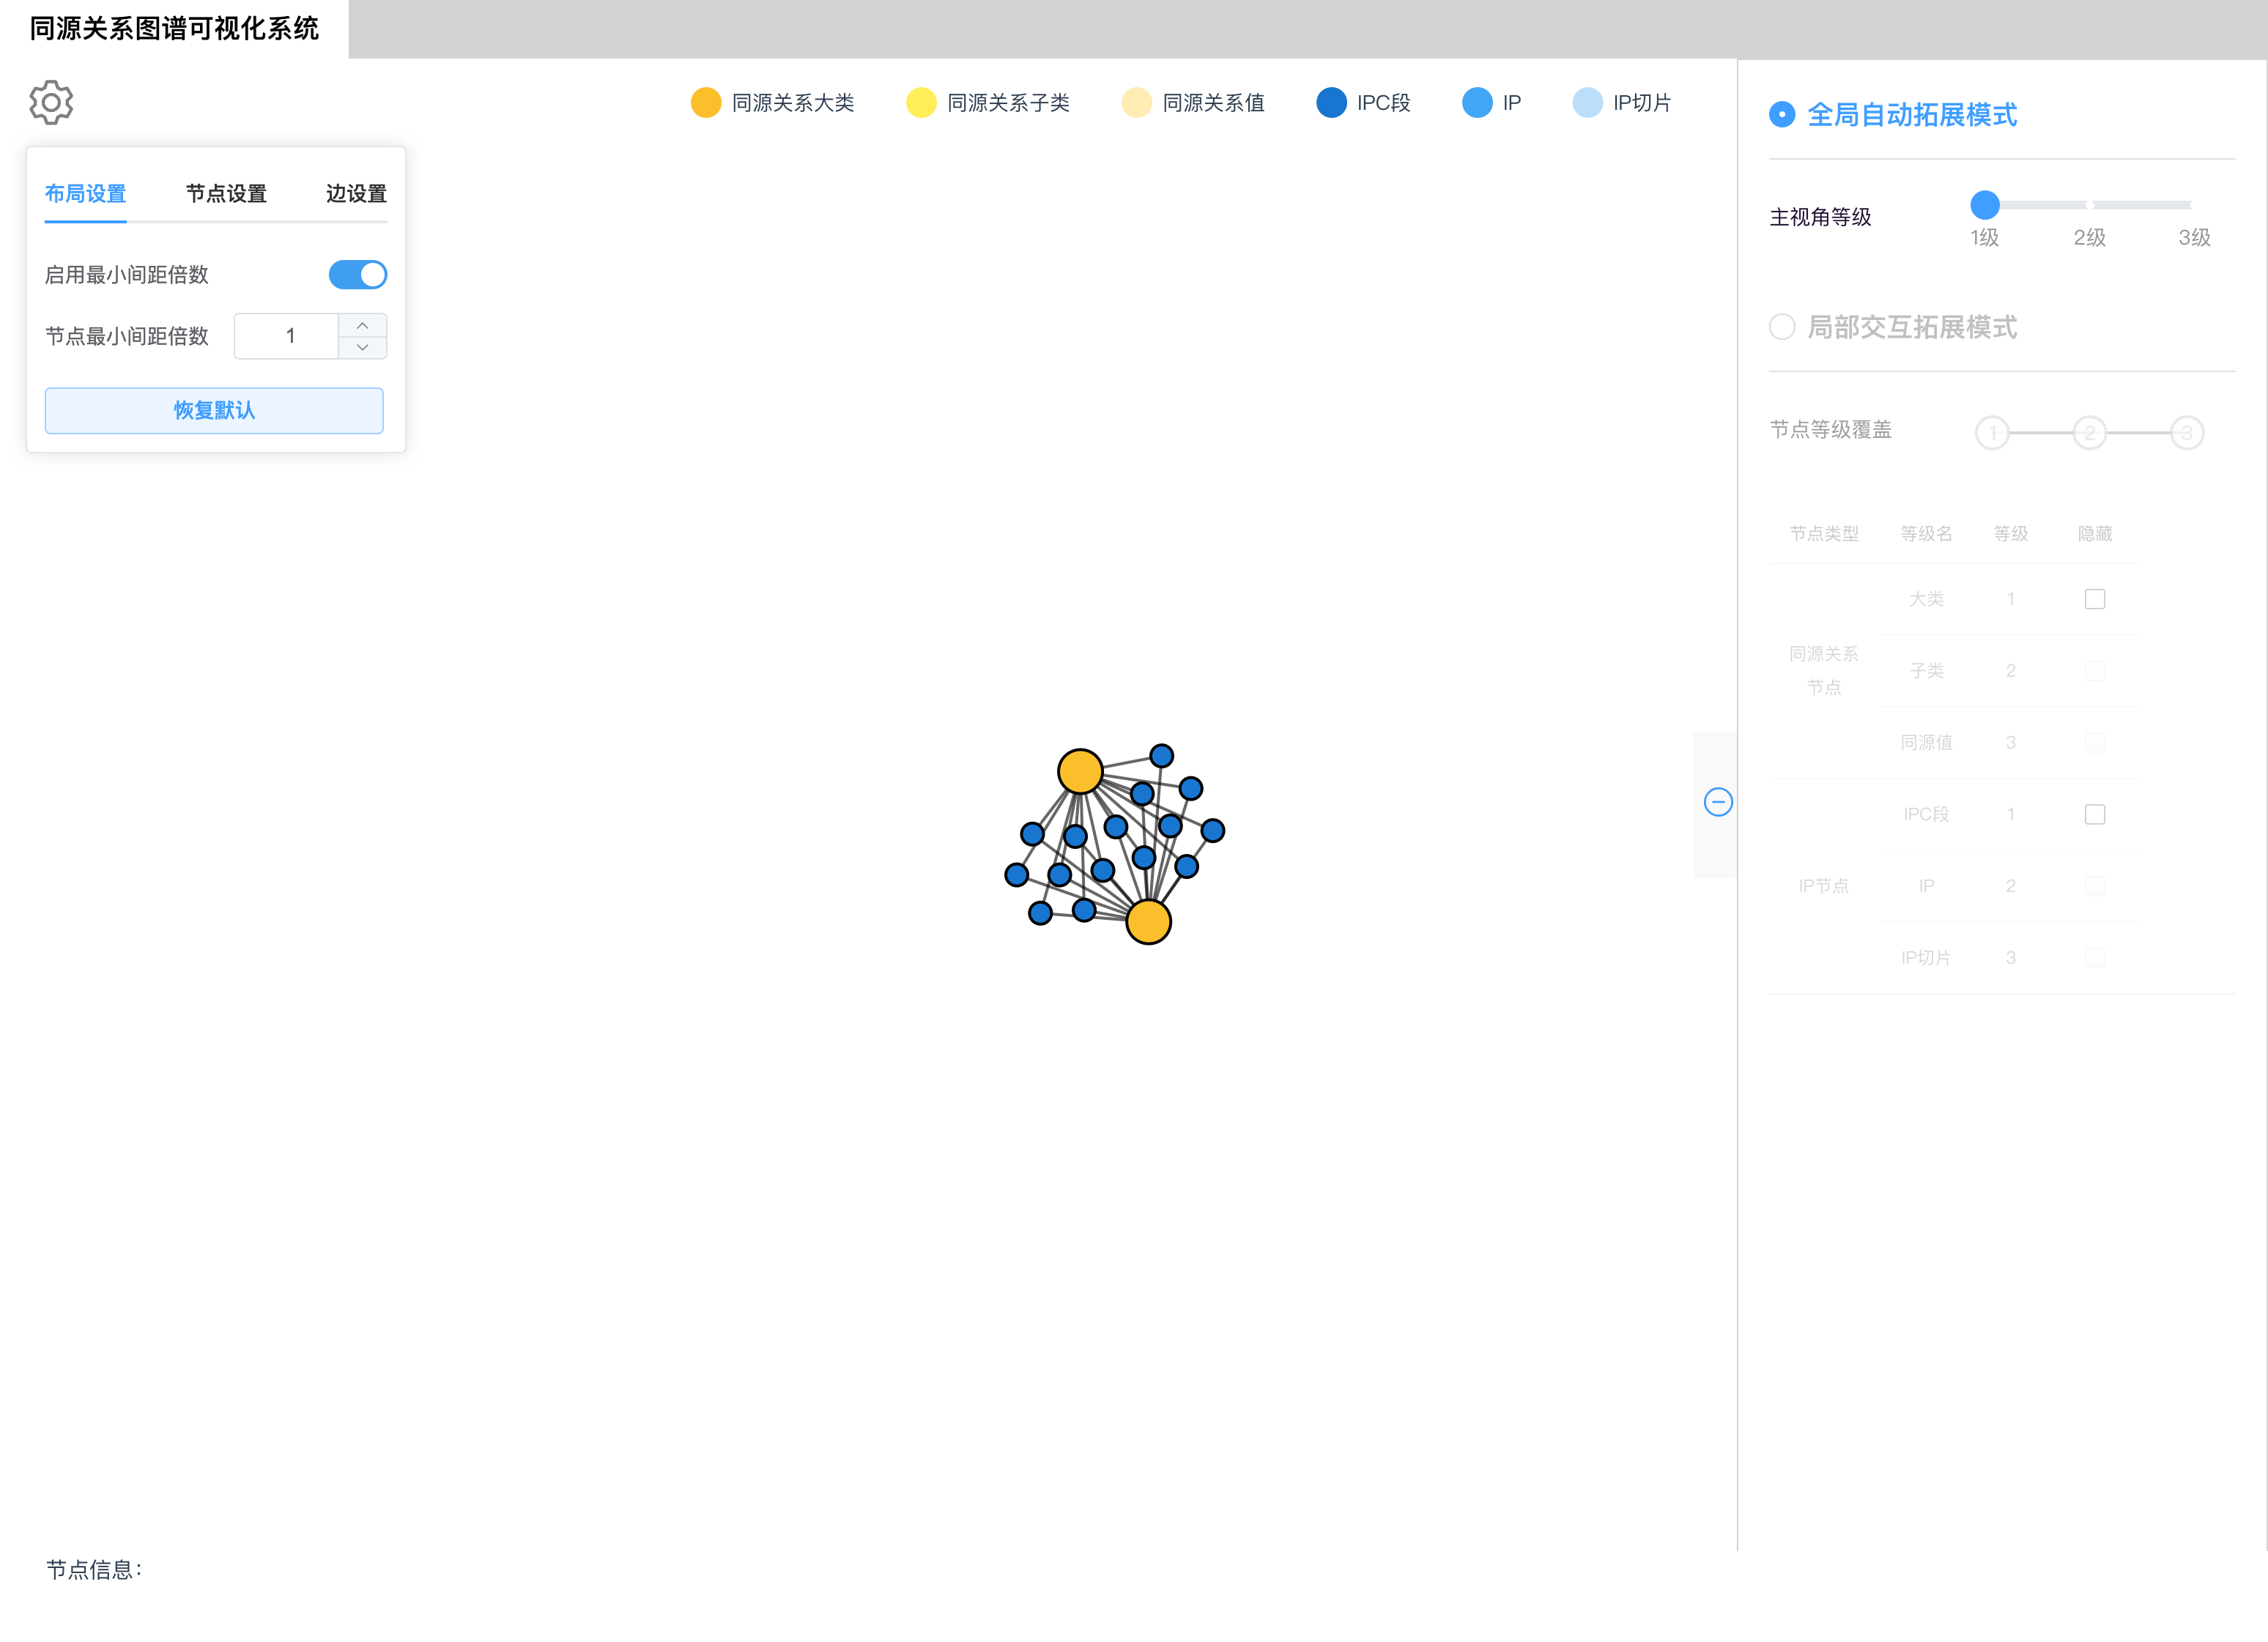 同源关系图谱可视化系统
同源关系大类 同源关系子类 同源关系值 IPC段 IP IP切片
布局设置 节点设置 边设置
启用最小间距倍数
节点最小间距倍数 1
恢复默认
全局自动拓展模式
主视角等级
1级 2级 3级
局部交互拓展模式
节点等级覆盖 1 2 3
节点类型 等级名 等级 隐藏
大类 1
同源关系
节点
子类 2
同源值 3
IPC段 1
IP节点 IP 2
IP切片 3
节点信息：